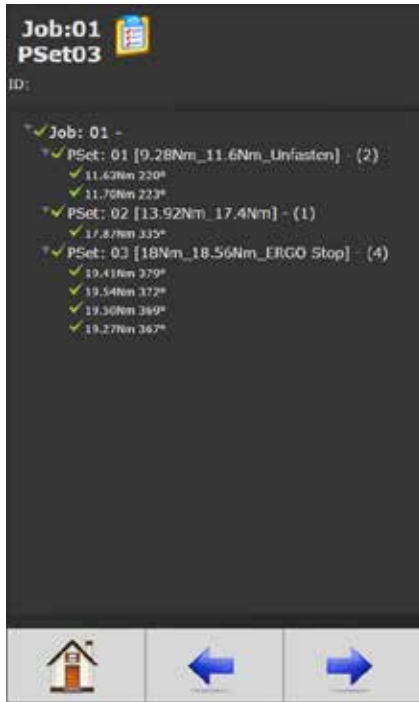 Job:01
PSet03
ID:
Job: 01 -
PSet: 01 [9.28Nm_11.6Nm_Unfasten] - (2)
11.63Nm 220°
11.70Nm 223°
PSet: 02 [13.92Nm_17.4Nm] - (1)
17.87Nm 335°
PSet: 03 [18Nm_18.56Nm_ERGO Stop] - (4)
19.41Nm 379°
19.54Nm 372°
19.50Nm 369°
19.27Nm 367°